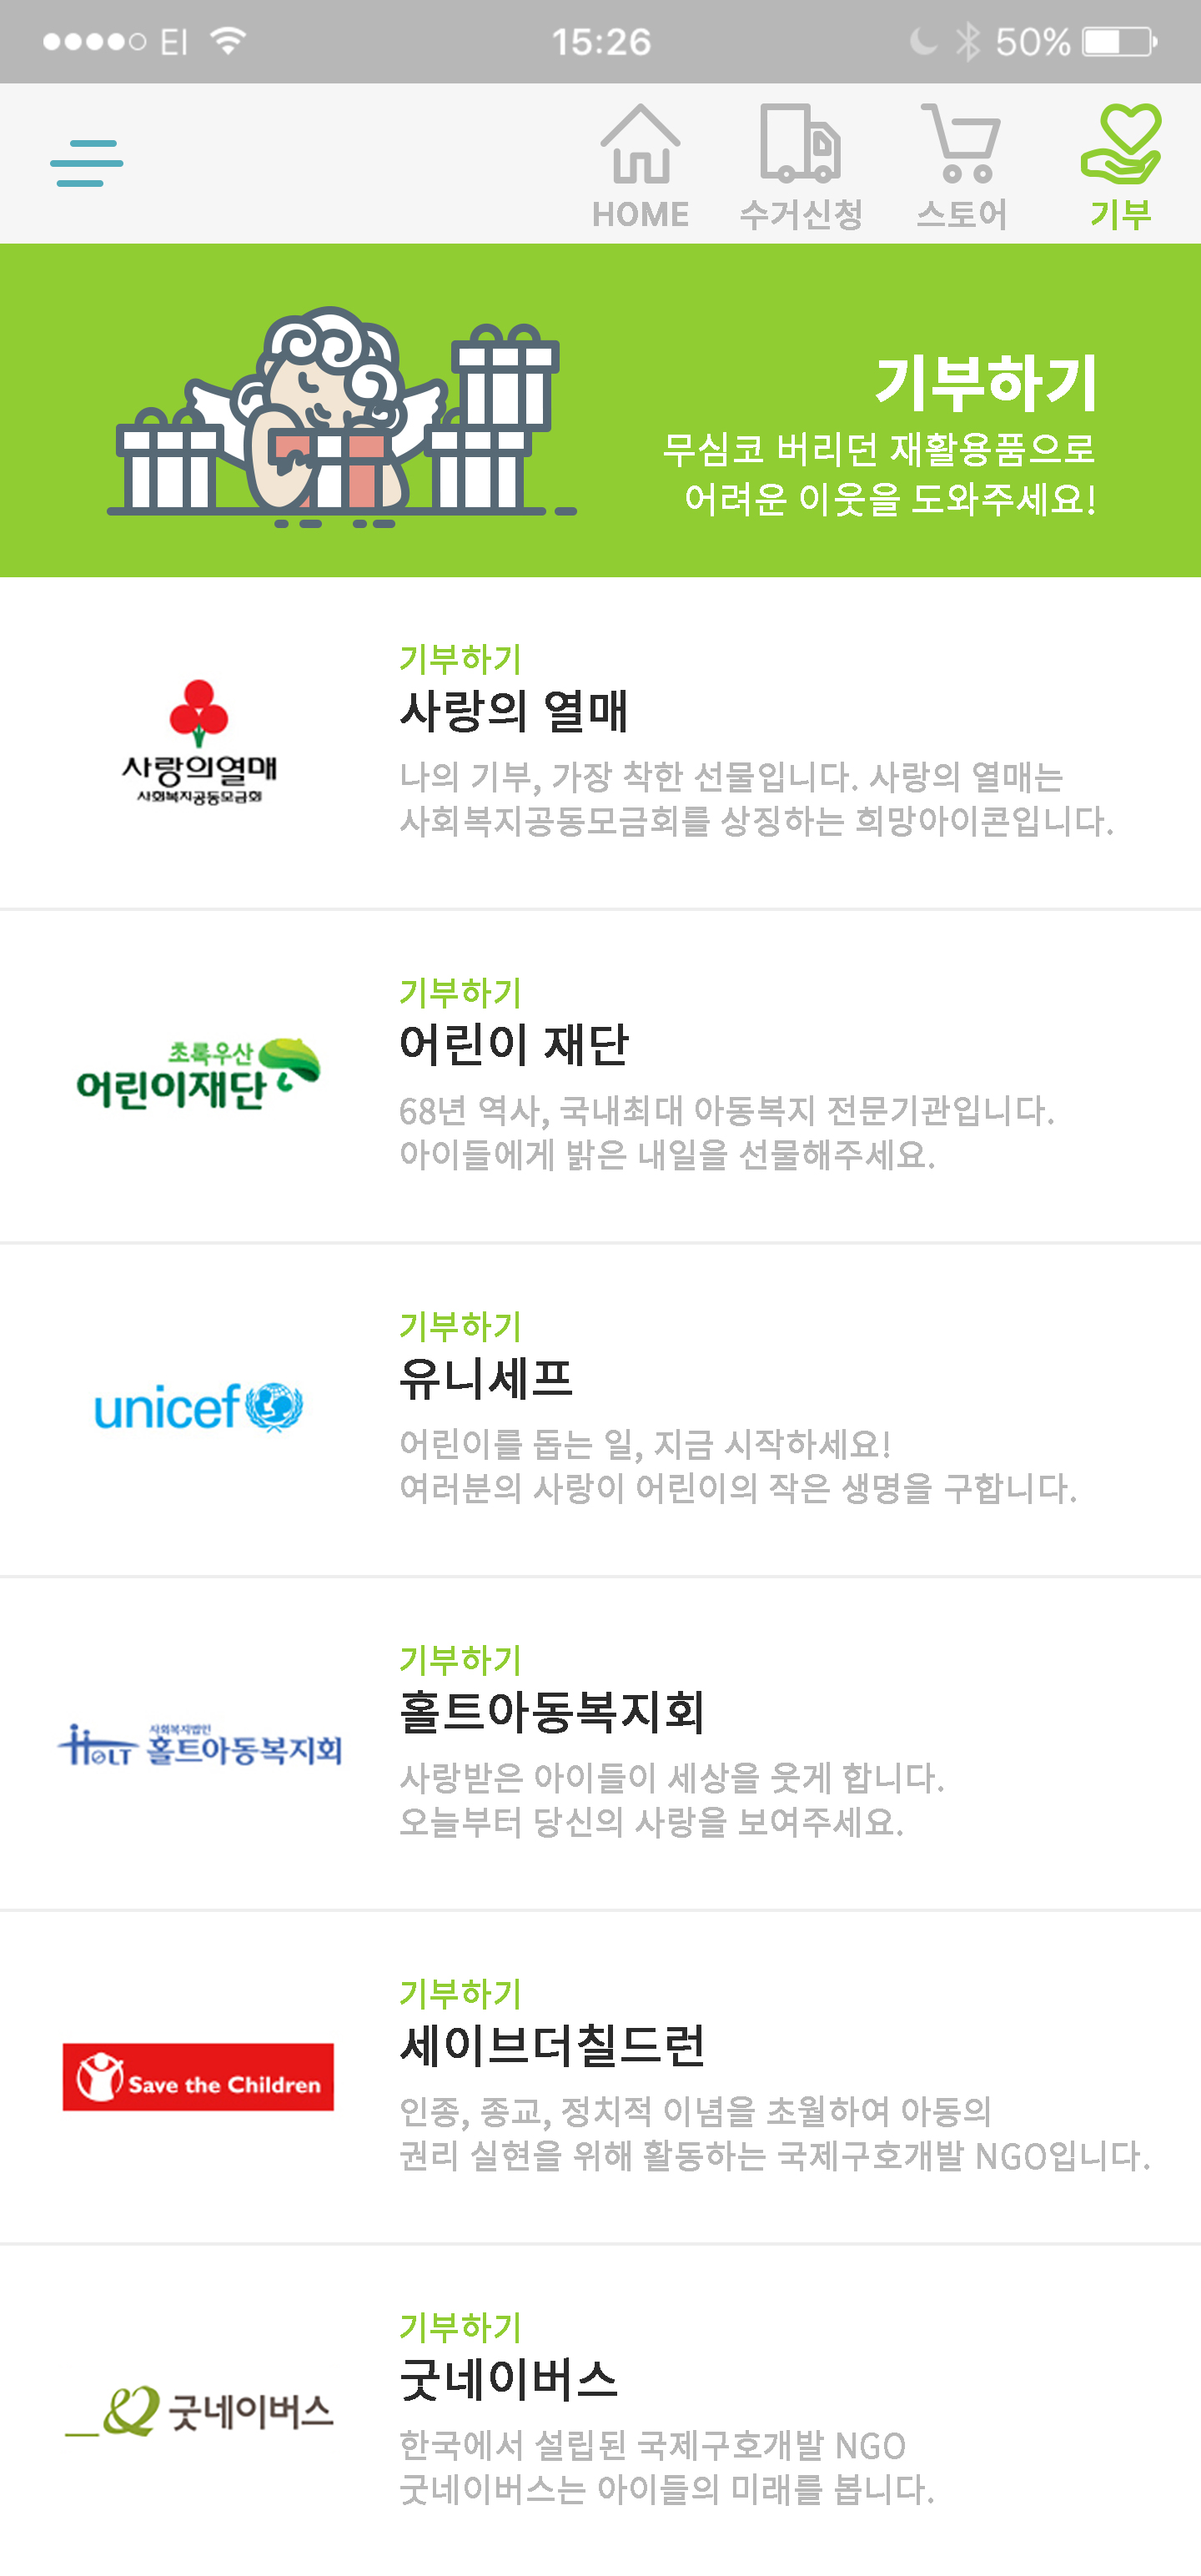 EI
15:26
50%
HOME
수거신청
스토어
기부
기부하기
무심코 버리던 재활용품으로
어려운 이웃을 도와주세요!
사랑의열매
사회복지공동모금회
기부하기
사랑의 열매
나의 기부, 가장 착한 선물입니다. 사랑의 열매는
사회복지공동모금회를 상징하는 희망아이콘입니다.
초록우산
어린이재단
기부하기
어린이 재단
68년 역사, 국내최대 아동복지 전문기관입니다.
아이들에게 밝은 내일을 선물해주세요.
unicef
기부하기
유니세프
어린이를 돕는 일, 지금 시작하세요!
여러분의 사랑이 어린이의 작은 생명을 구합니다.
HOLT
사회복지법인
홀트아동복지회
기부하기
홀트아동복지회
사랑받은 아이들이 세상을 웃게 합니다.
오늘부터 당신의 사랑을 보여주세요.
Save the Children
기부하기
세이브더칠드런
인종, 종교, 정치적 이념을 초월하여 아동의
권리 실현을 위해 활동하는 국제구호개발 NGO입니다.
굿네이버스
기부하기
굿네이버스
한국에서 설립된 국제구호개발 NGO
굿네이버스는 아이들의 미래를 봅니다.